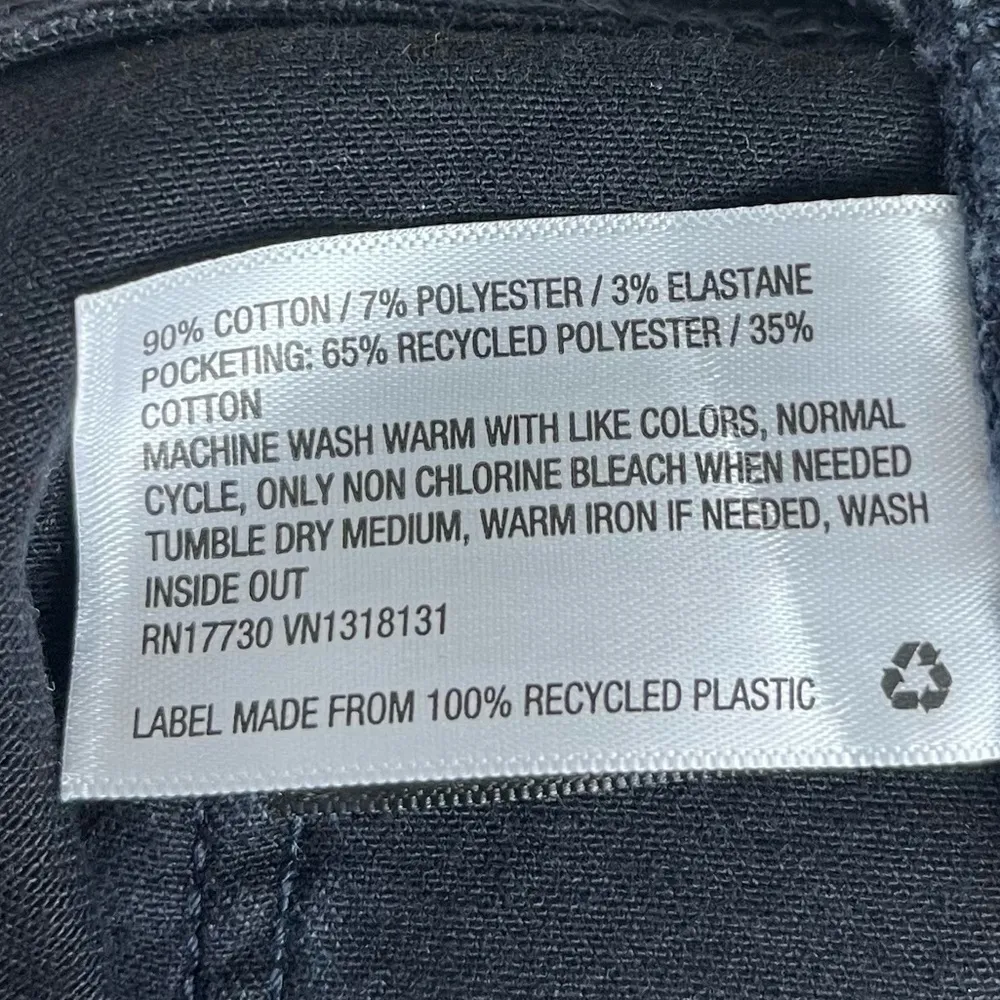 90% COTTON / 7% POLYESTER / 3% ELASTANE
POCKETING: 65% RECYCLED POLYESTER / 35%
COTTON
MACHINE WASH WARM WITH LIKE COLORS, NORMAL
CYCLE, ONLY NON CHLORINE BLEACH WHEN NEEDED
TUMBLE DRY MEDIUM, WARM IRON IF NEEDED, WASH
INSIDE OUT
RN17730 VN1318131
LABEL MADE FROM 100% RECYCLED PLASTIC